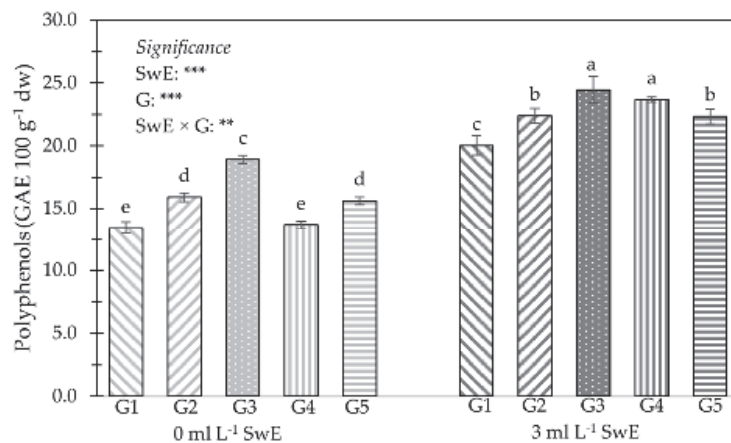 Polyphenols (GAE 100 g⁻¹ dw)
30.0
25.0
20.0
15.0
10.0
5.0
0.0
Significance
SwE: ***
G: ***
SwE × G: **
e d c e d c b a a b
G1 G2 G3 G4 G5 G1 G2 G3 G4 G5
0 ml L⁻¹ SwE 3 ml L⁻¹ SwE